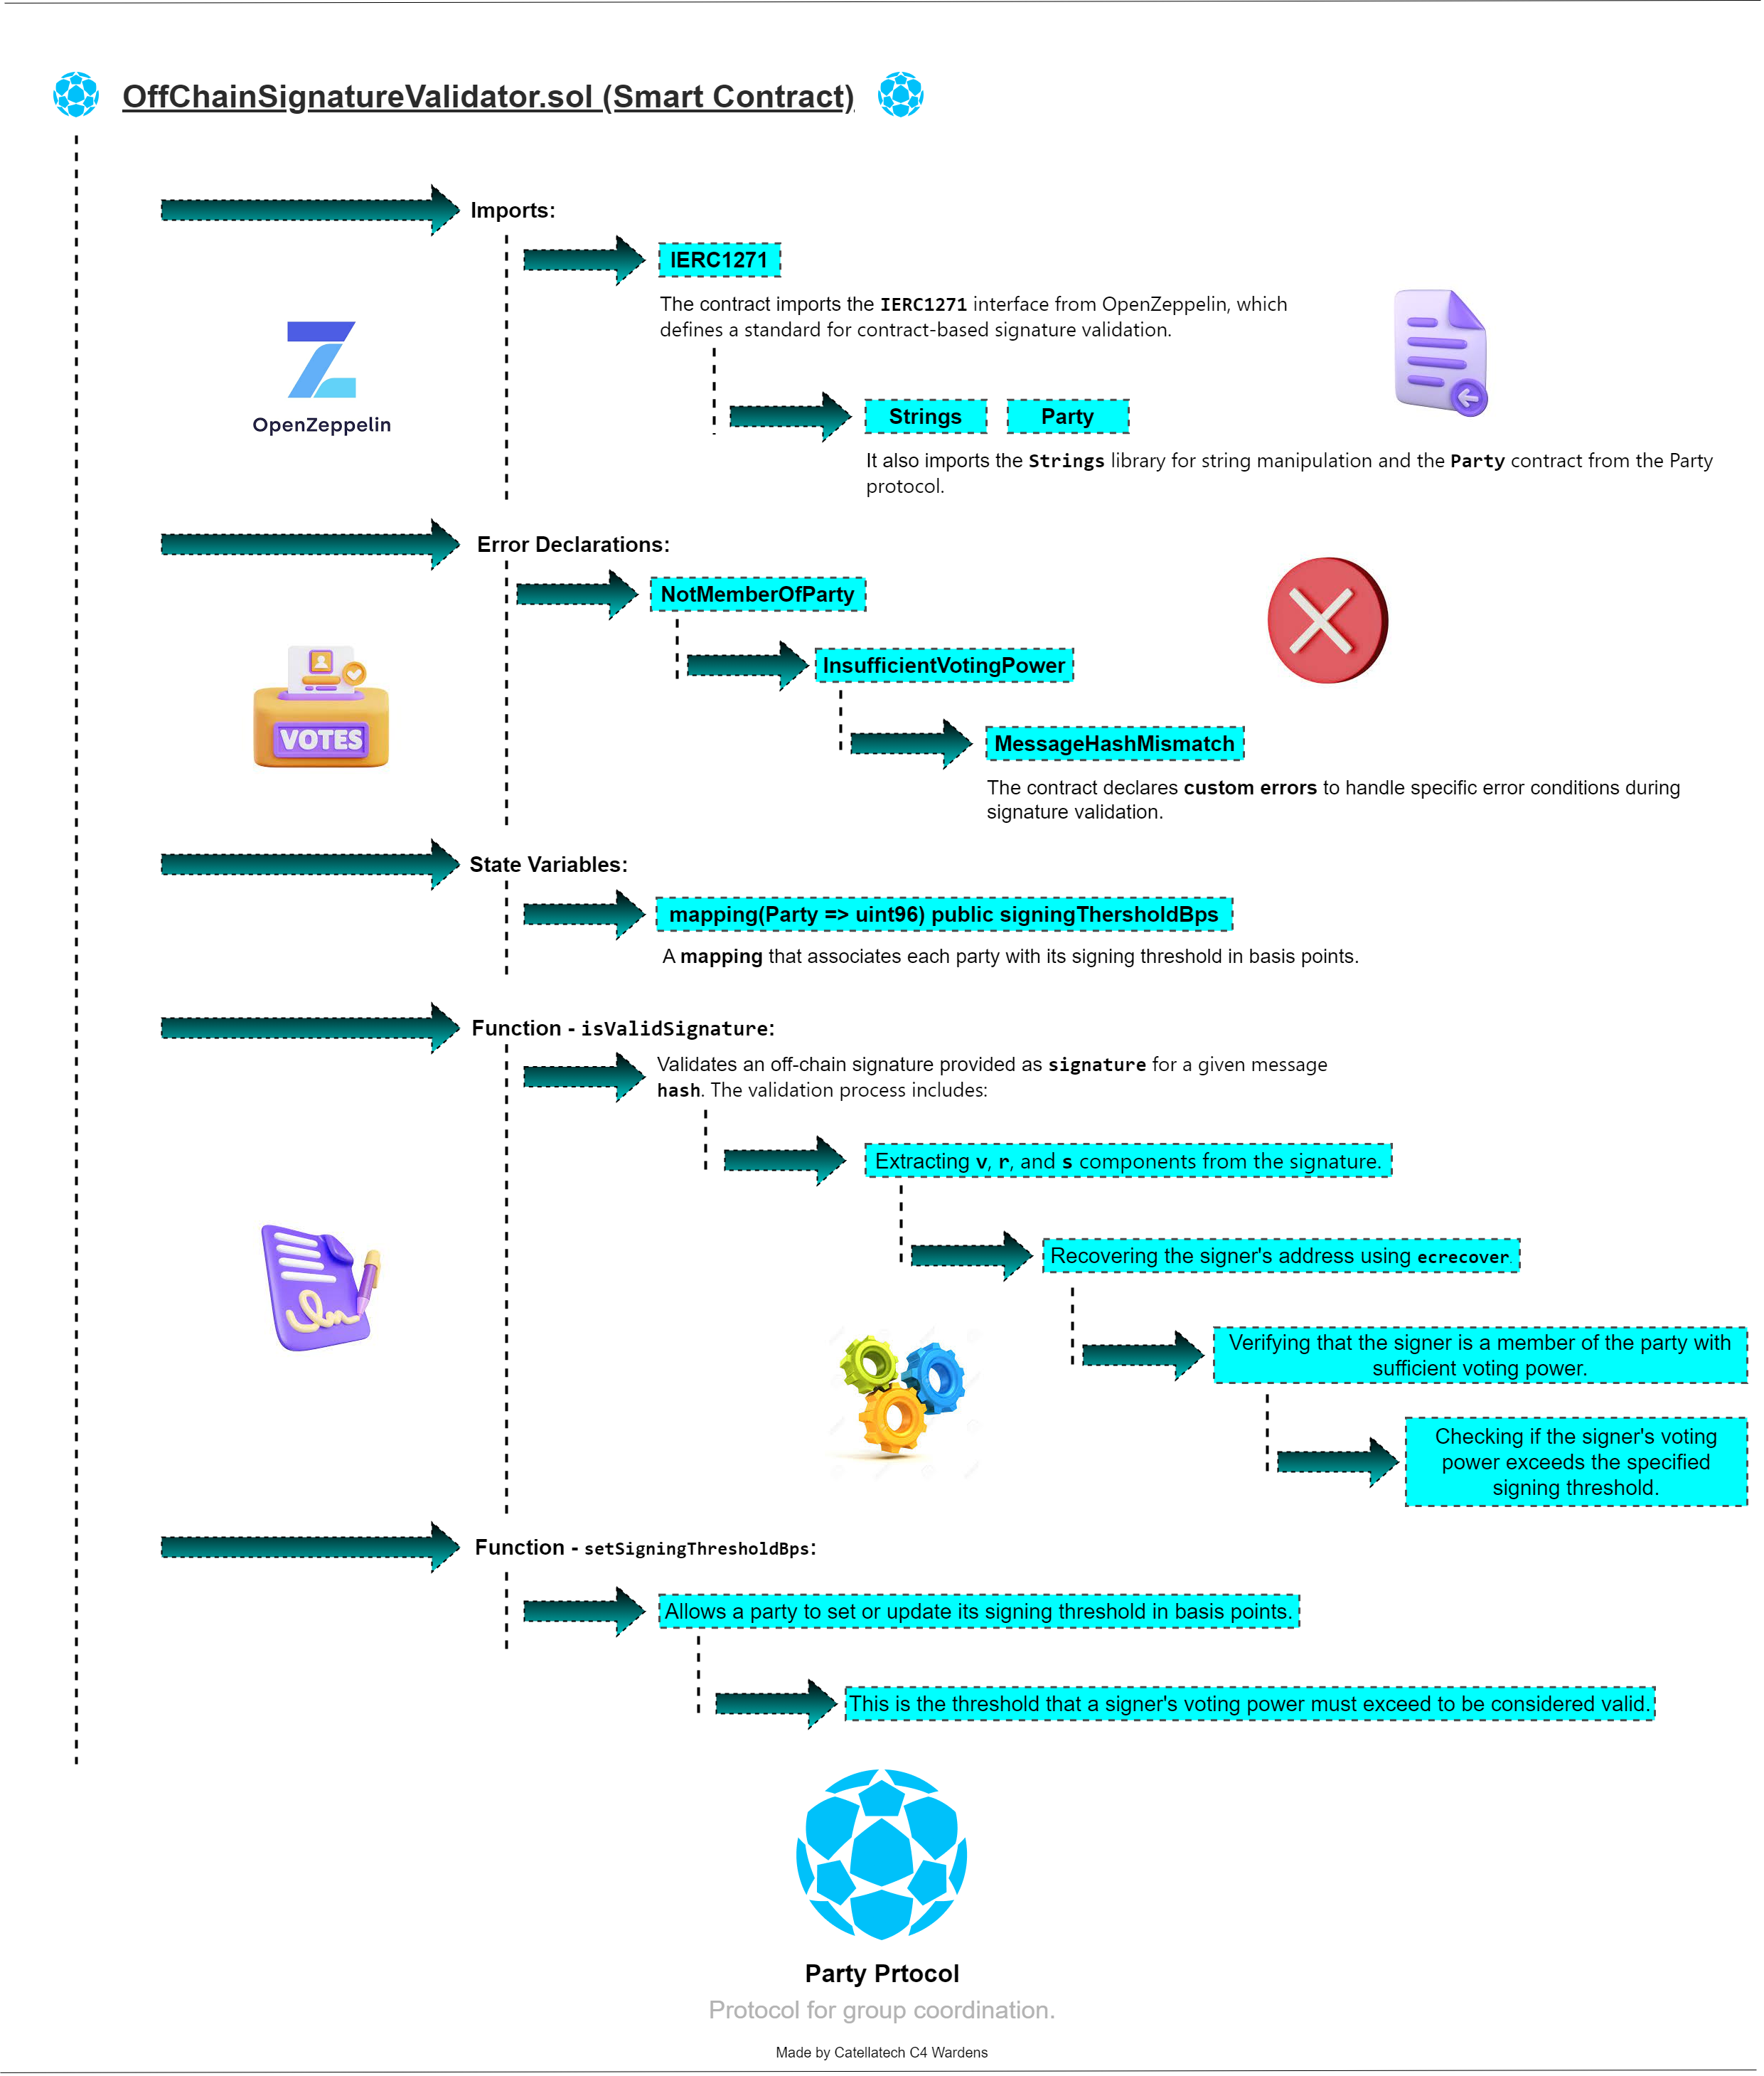 OffChainSignatureValidator.sol (Smart Contract)
Imports:
IERC1271
The contract imports the IERC1271 interface from OpenZeppelin, which
defines a standard for contract-based signature validation.
OpenZeppelin
Strings
Party
It also imports the Strings library for string manipulation and the Party contract from the Party
protocol.
Error Declarations:
NotMemberOfParty
InsufficientVotingPower
VOTES
MessageHashMismatch
The contract declares custom errors to handle specific error conditions during
signature validation.
State Variables:
mapping(Party => uint96) public signingThersholdBps
A mapping that associates each party with its signing threshold in basis points.
Function - isValidSignature:
Validates an off-chain signature provided as signature for a given message
hash. The validation process includes:
Extracting v, r, and s components from the signature.
Recovering the signer's address using ecrecover.
Verifying that the signer is a member of the party with
sufficient voting power.
Checking if the signer's voting
power exceeds the specified
signing threshold.
Function - setSigningThresholdBps:
Allows a party to set or update its signing threshold in basis points.
This is the threshold that a signer's voting power must exceed to be considered valid.
Party Prtocol
Protocol for group coordination.
Made by Catellatech C4 Wardens